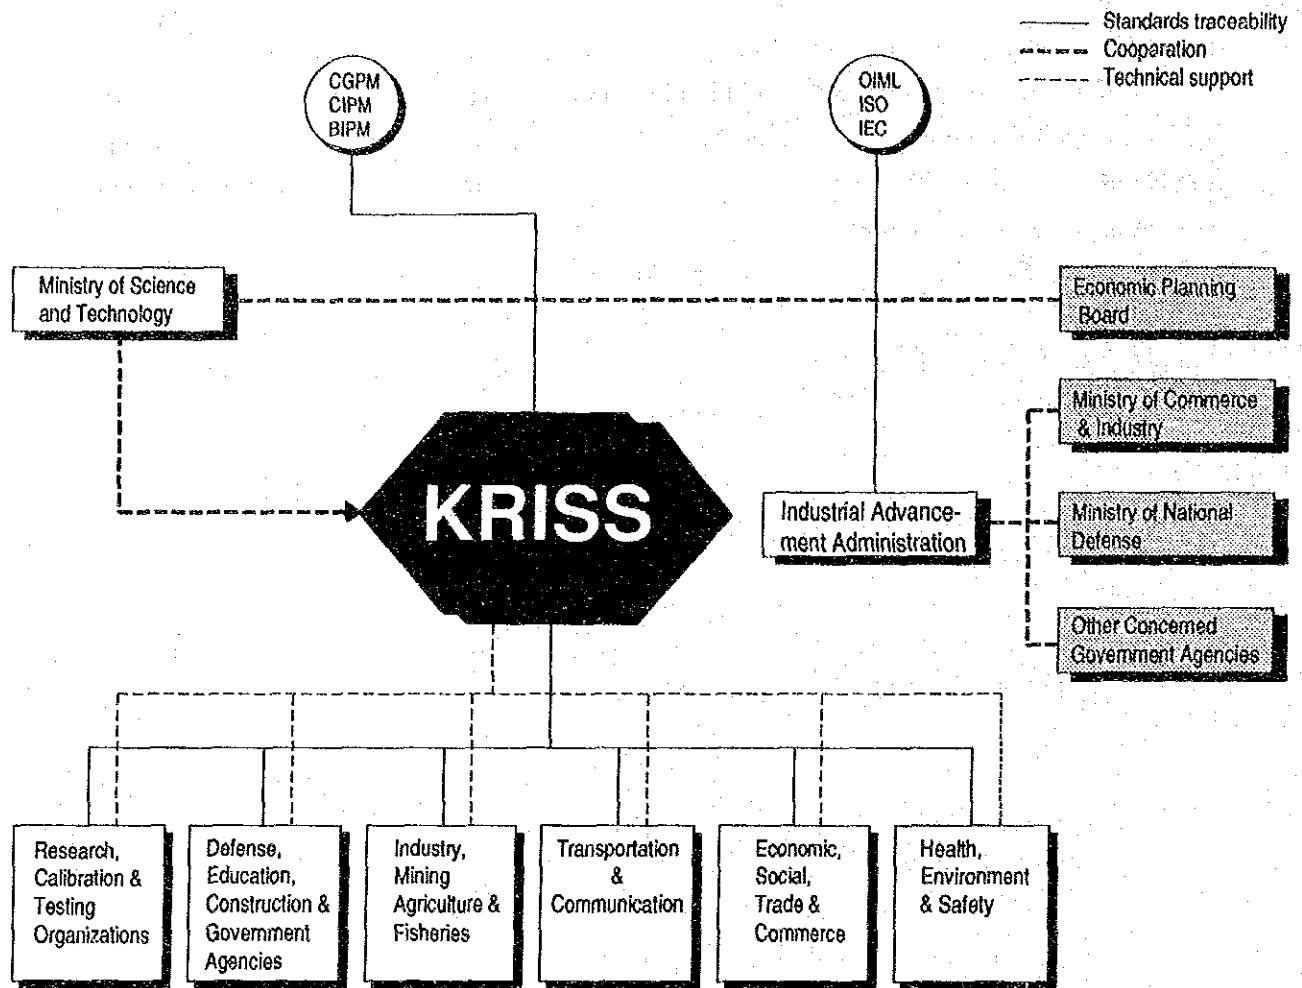 Standards traceability
Cooparation
Technical support
CGPM
CIPM
BIPM
OIML
ISO
IEC
Ministry of Science
and Technology
Economic Planning
Board
Ministry of Commerce
& Industry
KRISS
Industrial Advance-
ment Administration
Ministry of National
Defense
Other Concerned
Government Agencies
Research,
Calibration &
Testing
Organizations
Defense,
Education,
Construction &
Government
Agencies
Industry,
Mining
Agriculture &
Fisheries
Transportation
&
Communication
Economic,
Social,
Trade &
Commerce
Health,
Environment
& Safety